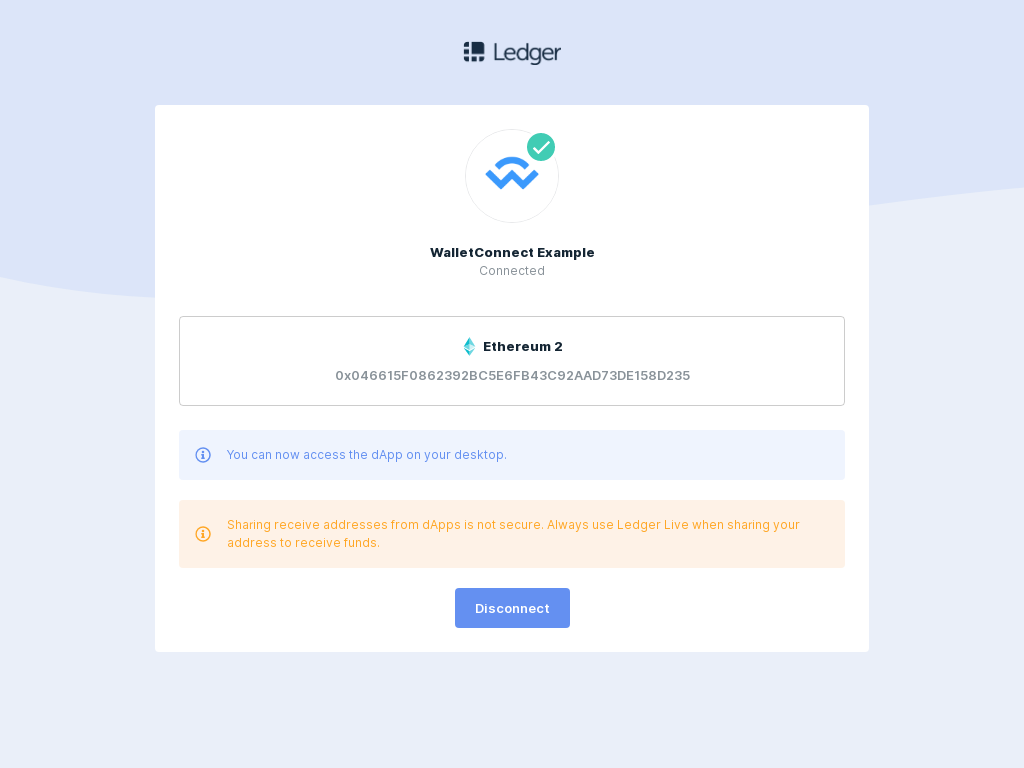 Ledger
WalletConnect Example
Connected
Ethereum 2
0x046615F0862392BC5E6FB43C92AAD73DE158D235
You can now access the dApp on your desktop.
Sharing receive addresses from dApps is not secure. Always use Ledger Live when sharing your
address to receive funds.
Disconnect